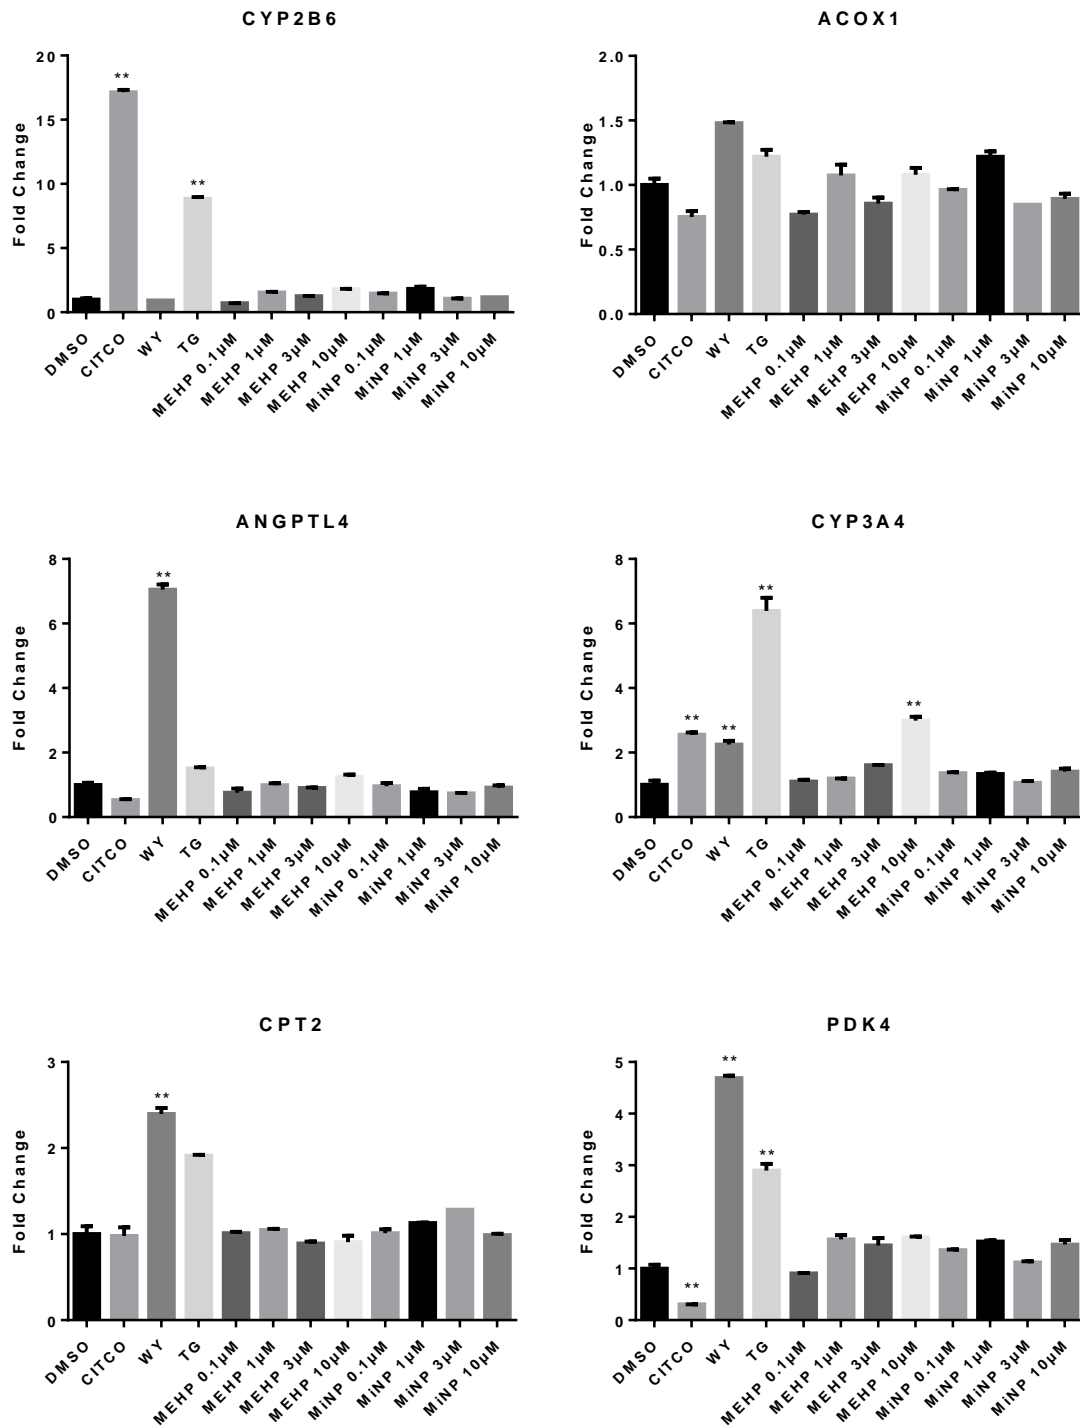 CYP2B6
Fold Change
20
15
10
5
0
**
**
DMSO
CITCO
WY
TG
MEHP 0.1µM
MEHP 1µM
MEHP 3µM
MEHP 10µM
MiNP 0.1µM
MiNP 1µM
MiNP 3µM
MiNP 10µM
ACOX1
Fold Change
2.0
1.5
1.0
0.5
0.0
DMSO
CITCO
WY
TG
MEHP 0.1µM
MEHP 1µM
MEHP 3µM
MEHP 10µM
MiNP 0.1µM
MiNP 1µM
MiNP 3µM
MiNP 10µM
ANGPTL4
Fold Change
8
6
4
2
0
**
DMSO
CITCO
WY
TG
MEHP 0.1µM
MEHP 1µM
MEHP 3µM
MEHP 10µM
MiNP 0.1µM
MiNP 1µM
MiNP 3µM
MiNP 10µM
CYP3A4
Fold Change
8
6
4
2
0
**
**
**
**
DMSO
CITCO
WY
TG
MEHP 0.1µM
MEHP 1µM
MEHP 3µM
MEHP 10µM
MiNP 0.1µM
MiNP 1µM
MiNP 3µM
MiNP 10µM
CPT2
Fold Change
3
2
1
0
**
DMSO
CITCO
WY
TG
MEHP 0.1µM
MEHP 1µM
MEHP 3µM
MEHP 10µM
MiNP 0.1µM
MiNP 1µM
MiNP 3µM
MiNP 10µM
PDK4
Fold Change
5
4
3
2
1
0
**
**
**
DMSO
CITCO
WY
TG
MEHP 0.1µM
MEHP 1µM
MEHP 3µM
MEHP 10µM
MiNP 0.1µM
MiNP 1µM
MiNP 3µM
MiNP 10µM